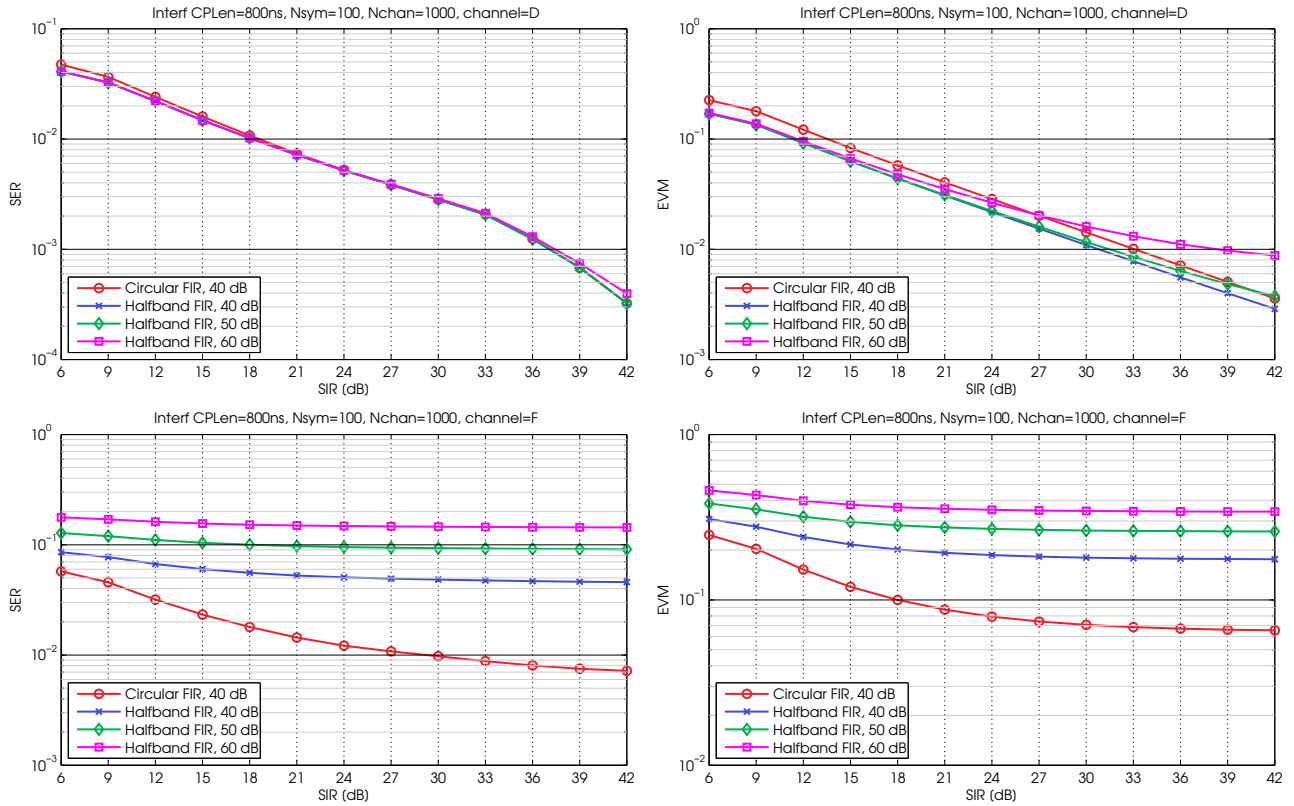 Interf CPLen=800ns, Nsym=100, Nchan=1000, channel=D
10⁻¹
10⁻²
10⁻³
10⁻⁴
SER
Circular FIR, 40 dB
Halfband FIR, 40 dB
Halfband FIR, 50 dB
Halfband FIR, 60 dB
6 9 12 15 18 21 24 27 30 33 36 39 42
SIR [dB]
Interf CPLen=800ns, Nsym=100, Nchan=1000, channel=D
10⁰
10⁻¹
10⁻²
10⁻³
EVM
Circular FIR, 40 dB
Halfband FIR, 40 dB
Halfband FIR, 50 dB
Halfband FIR, 60 dB
6 9 12 15 18 21 24 27 30 33 36 39 42
SIR [dB]
Interf CPLen=800ns, Nsym=100, Nchan=1000, channel=F
10⁰
10⁻¹
10⁻²
10⁻³
SER
Circular FIR, 40 dB
Halfband FIR, 40 dB
Halfband FIR, 50 dB
Halfband FIR, 60 dB
6 9 12 15 18 21 24 27 30 33 36 39 42
SIR [dB]
Interf CPLen=800ns, Nsym=100, Nchan=1000, channel=F
10⁰
10⁻¹
10⁻²
EVM
Circular FIR, 40 dB
Halfband FIR, 40 dB
Halfband FIR, 50 dB
Halfband FIR, 60 dB
6 9 12 15 18 21 24 27 30 33 36 39 42
SIR [dB]